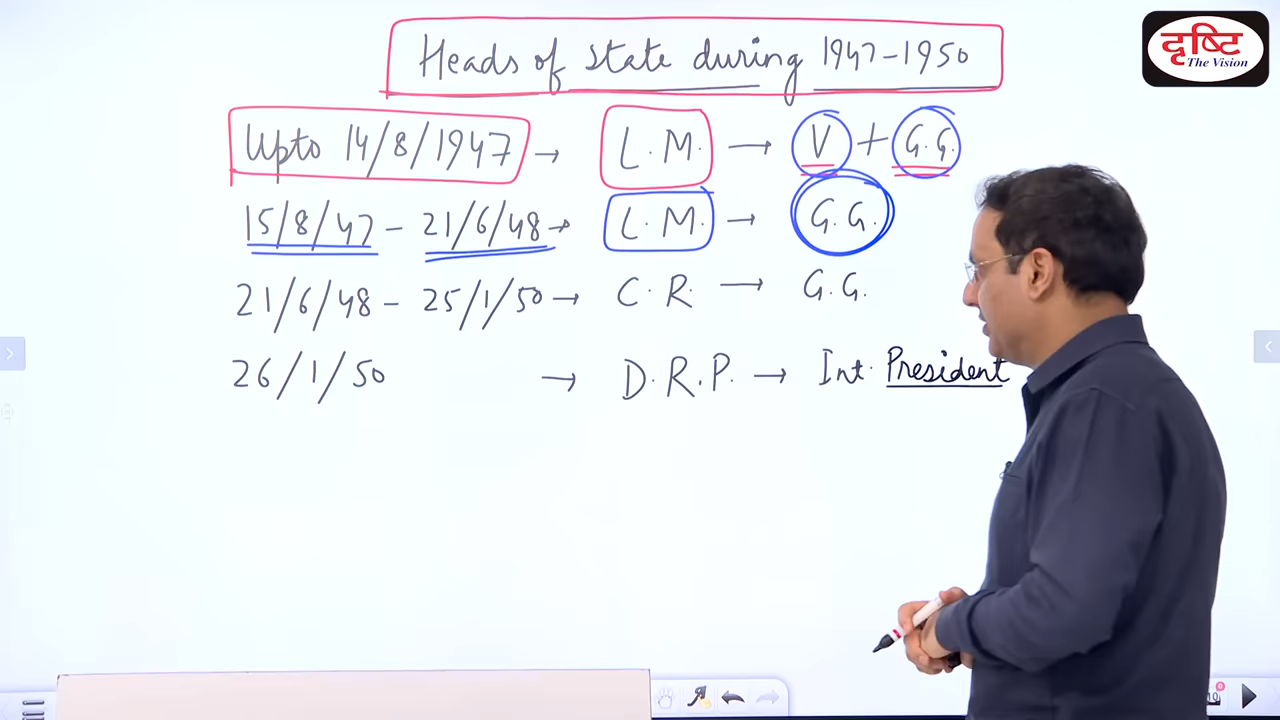 Heads of state during 1947-1950
दृष्टि
The Vision
Upto 14/8/1947 → L.M. → V + G.G.
15/8/47 - 21/6/48 → L.M. → G.G.
21/6/48 - 25/1/50 → C.R. → G.G.
26/1/50 → D.R.P. → Int. President